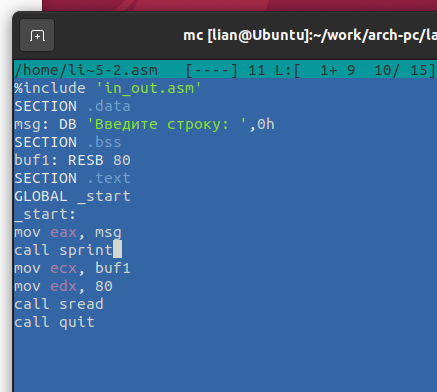 mc [lian@Ubuntu]:~/work/arch-pc/la
/home/li~5-2.asm [----] 11 L:[ 1+ 9 10/ 15]
%include 'in_out.asm'
SECTION .data
msg: DB 'Введите строку: ',0h
SECTION .bss
buf1: RESB 80
SECTION .text
GLOBAL _start
_start:
mov eax, msg
call sprint
mov ecx, buf1
mov edx, 80
call sread
call quit